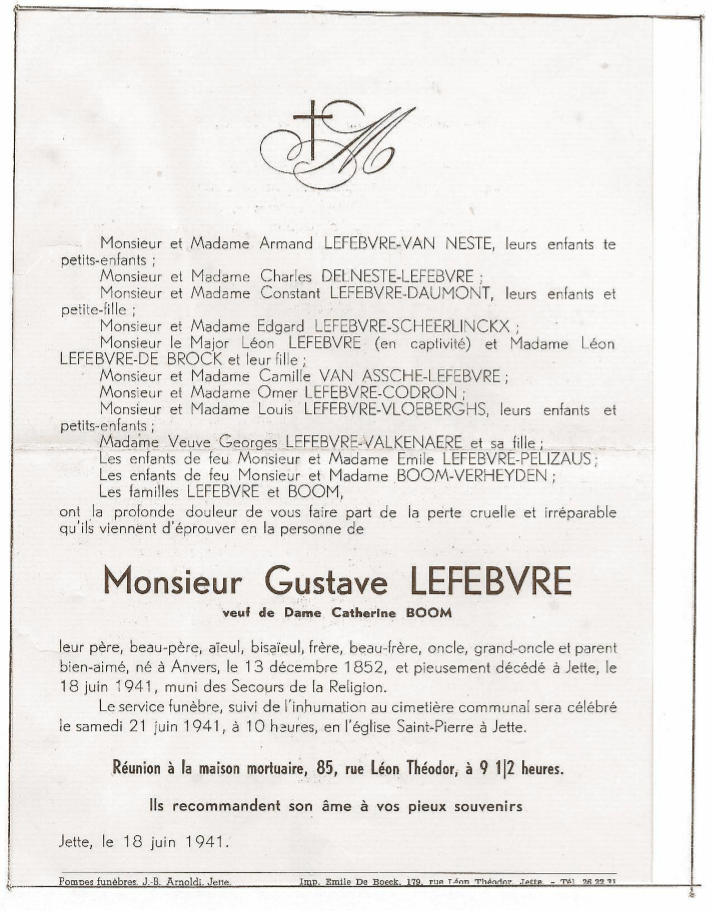 M
Monsieur et Madame Armand LEFEBVRE-VAN NESTE, leurs enfants te
petits-enfants ;
Monsieur et Madame Charles DELNESTE-LEFEBVRE ;
Monsieur et Madame Constant LEFEBVRE-DAUMONT, leurs enfants et
petite-fille ;
Monsieur et Madame Edgard LEFEBVRE-SCHEERLINCKX ;
Monsieur le Major Léon LEFEBVRE (en captivité) et Madame Léon
LEFEBVRE-DE BROCK et leur fille ;
Monsieur et Madame Camille VAN ASSCHE-LEFEBVRE ;
Monsieur et Madame Omer LEFEBVRE-CODRON ;
Monsieur et Madame Louis LEFEBVRE-VLOEBERGHS, leurs enfants et
petits-enfants ;
Madame Veuve Georges LEFEBVRE-VALKENAERE et sa fille ;
Les enfants de feu Monsieur et Madame Emile LEFEBVRE-PELIZAUS ;
Les enfants de feu Monsieur et Madame BOOM-VERHEYDEN ;
Les familles LEFEBVRE et BOOM,
ont la profonde douleur de vous faire part de la perte cruelle et irréparable
qu'ils viennent d'éprouver en la personne de
Monsieur Gustave LEFEBVRE
veuf de Dame Catherine BOOM
leur père, beau-père, aïeul, bisaïeul, frère, beau-frère, oncle, grand-oncle et parent
bien-aimé, né à Anvers, le 13 décembre 1852, et pieusement décédé à Jette, le
18 juin 1941, muni des Secours de la Religion.
Le service funèbre, suivi de l'inhumation au cimetière communal sera célébré
le samedi 21 juin 1941, à 10 heures, en l'église Saint-Pierre à Jette.
Réunion à la maison mortuaire, 85, rue Léon Théodor, à 9 1|2 heures.
Ils recommandent son âme à vos pieux souvenirs
Jette, le 18 juin 1941.
Pompes funèbres. J.-B. Arnoldi, Jette. Imp. Emile De Boeck, 179, rue Léon Théodor, Jette. - Tél. 26 22 71